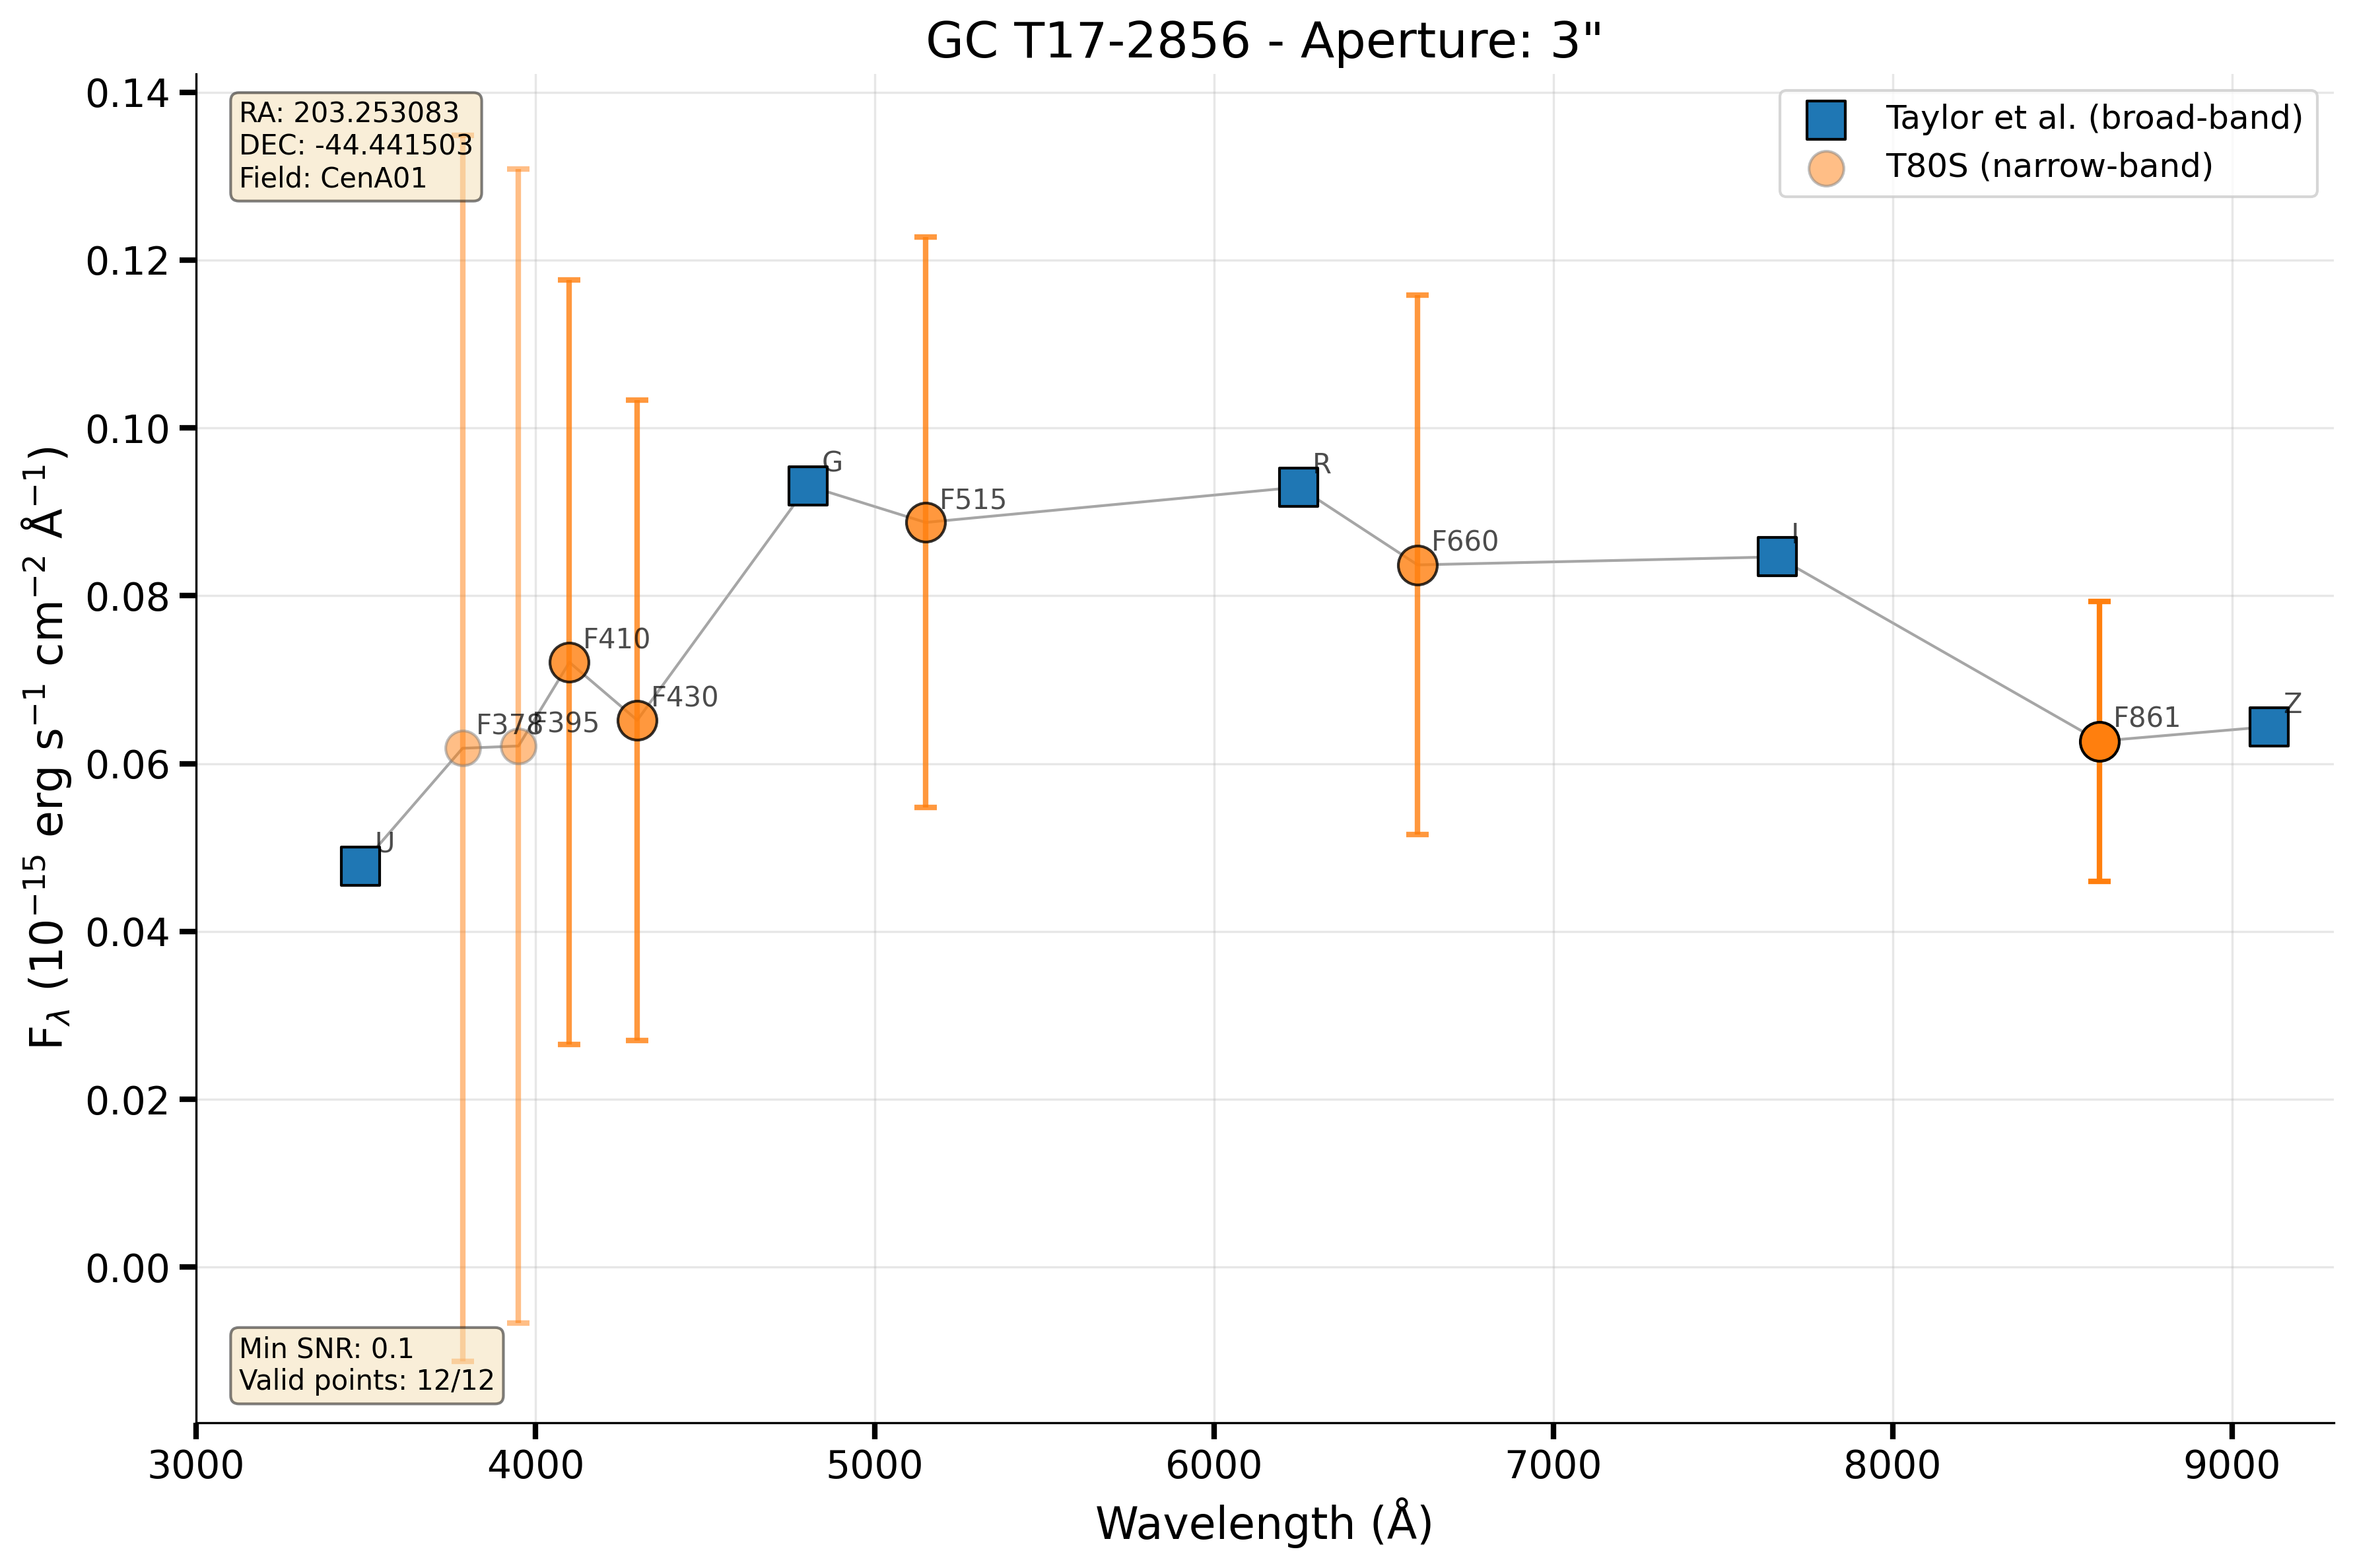 GC T17-2856 - Aperture: 3"
RA: 203.253083
DEC: -44.441503
Field: CenA01
Taylor et al. (broad-band)
T80S (narrow-band)
0.14
0.12
0.10
0.08
0.06
0.04
0.02
0.00
F_λ (10⁻¹⁵ erg s⁻¹ cm⁻² Å⁻¹)
U
F378
F395
F410
F430
G
F515
R
F660
I
F861
Z
Min SNR: 0.1
Valid points: 12/12
3000 4000 5000 6000 7000 8000 9000
Wavelength (Å)